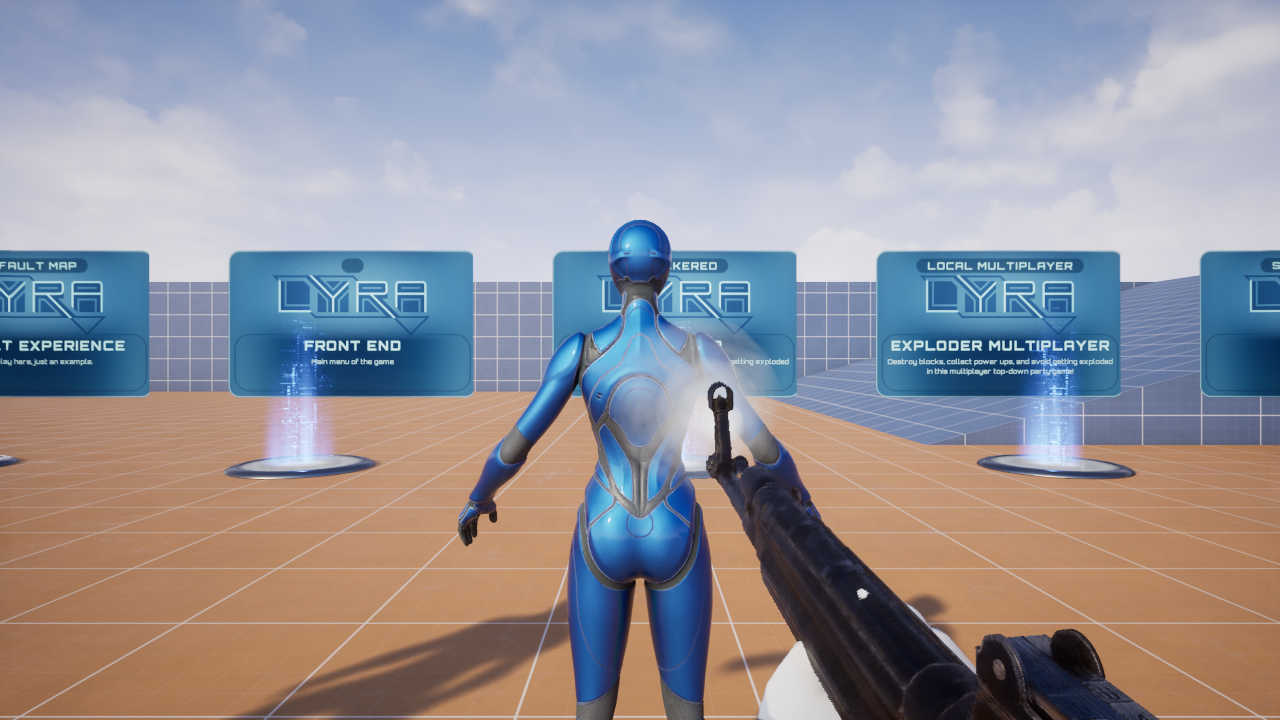 FAULT MAP
YRA
T EXPERIENCE
lay here, just an example.
LYRA
FRONT END
Main menu of the game
KERED
YRA
getting exploded
LOCAL MULTIPLAYER
LYRA
EXPLODER MULTIPLAYER
Destroy blocks, collect power ups, and avoid getting exploded
in this multiplayer top-down party game!